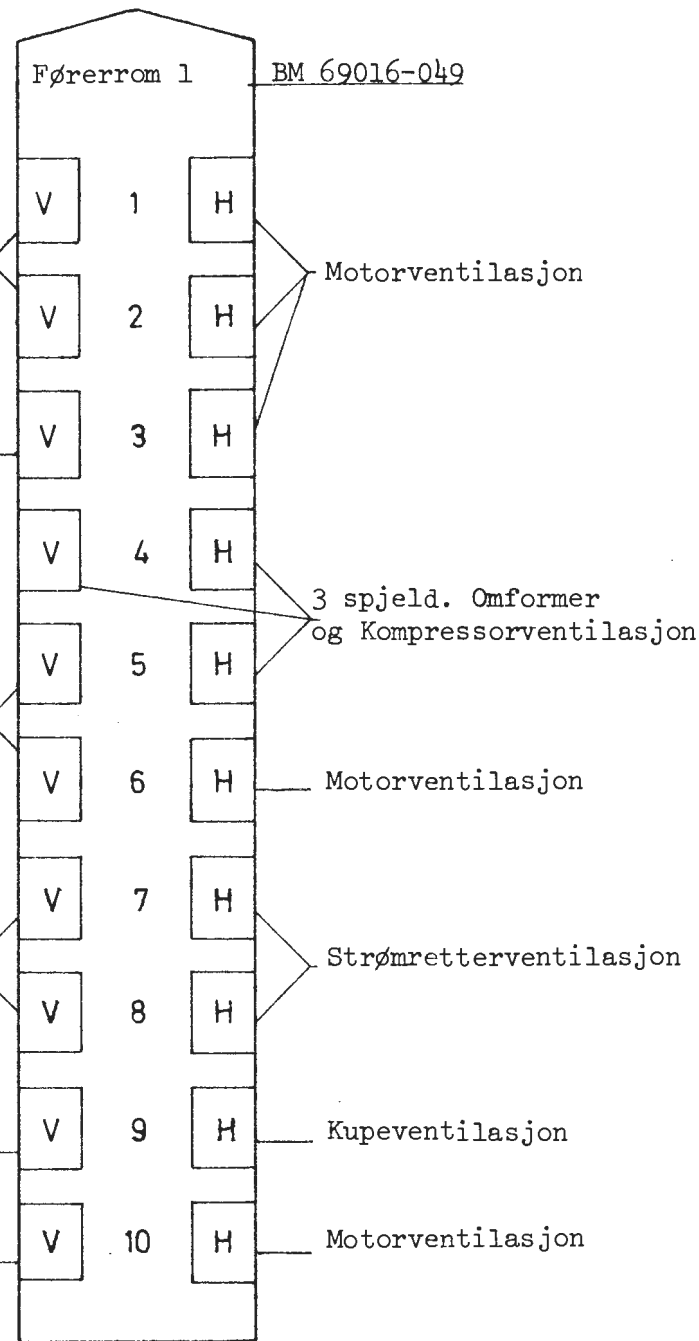 Førerrom 1 BM 69016-049
V 1 H
Motorventilasjon
V 2 H
V 3 H
V 4 H
3 spjeld. Omformer
og Kompressorventilasjon
V 5 H
V 6 H Motorventilasjon
V 7 H
Strømretterventilasjon
V 8 H
V 9 H Kupeventilasjon
V 10 H Motorventilasjon